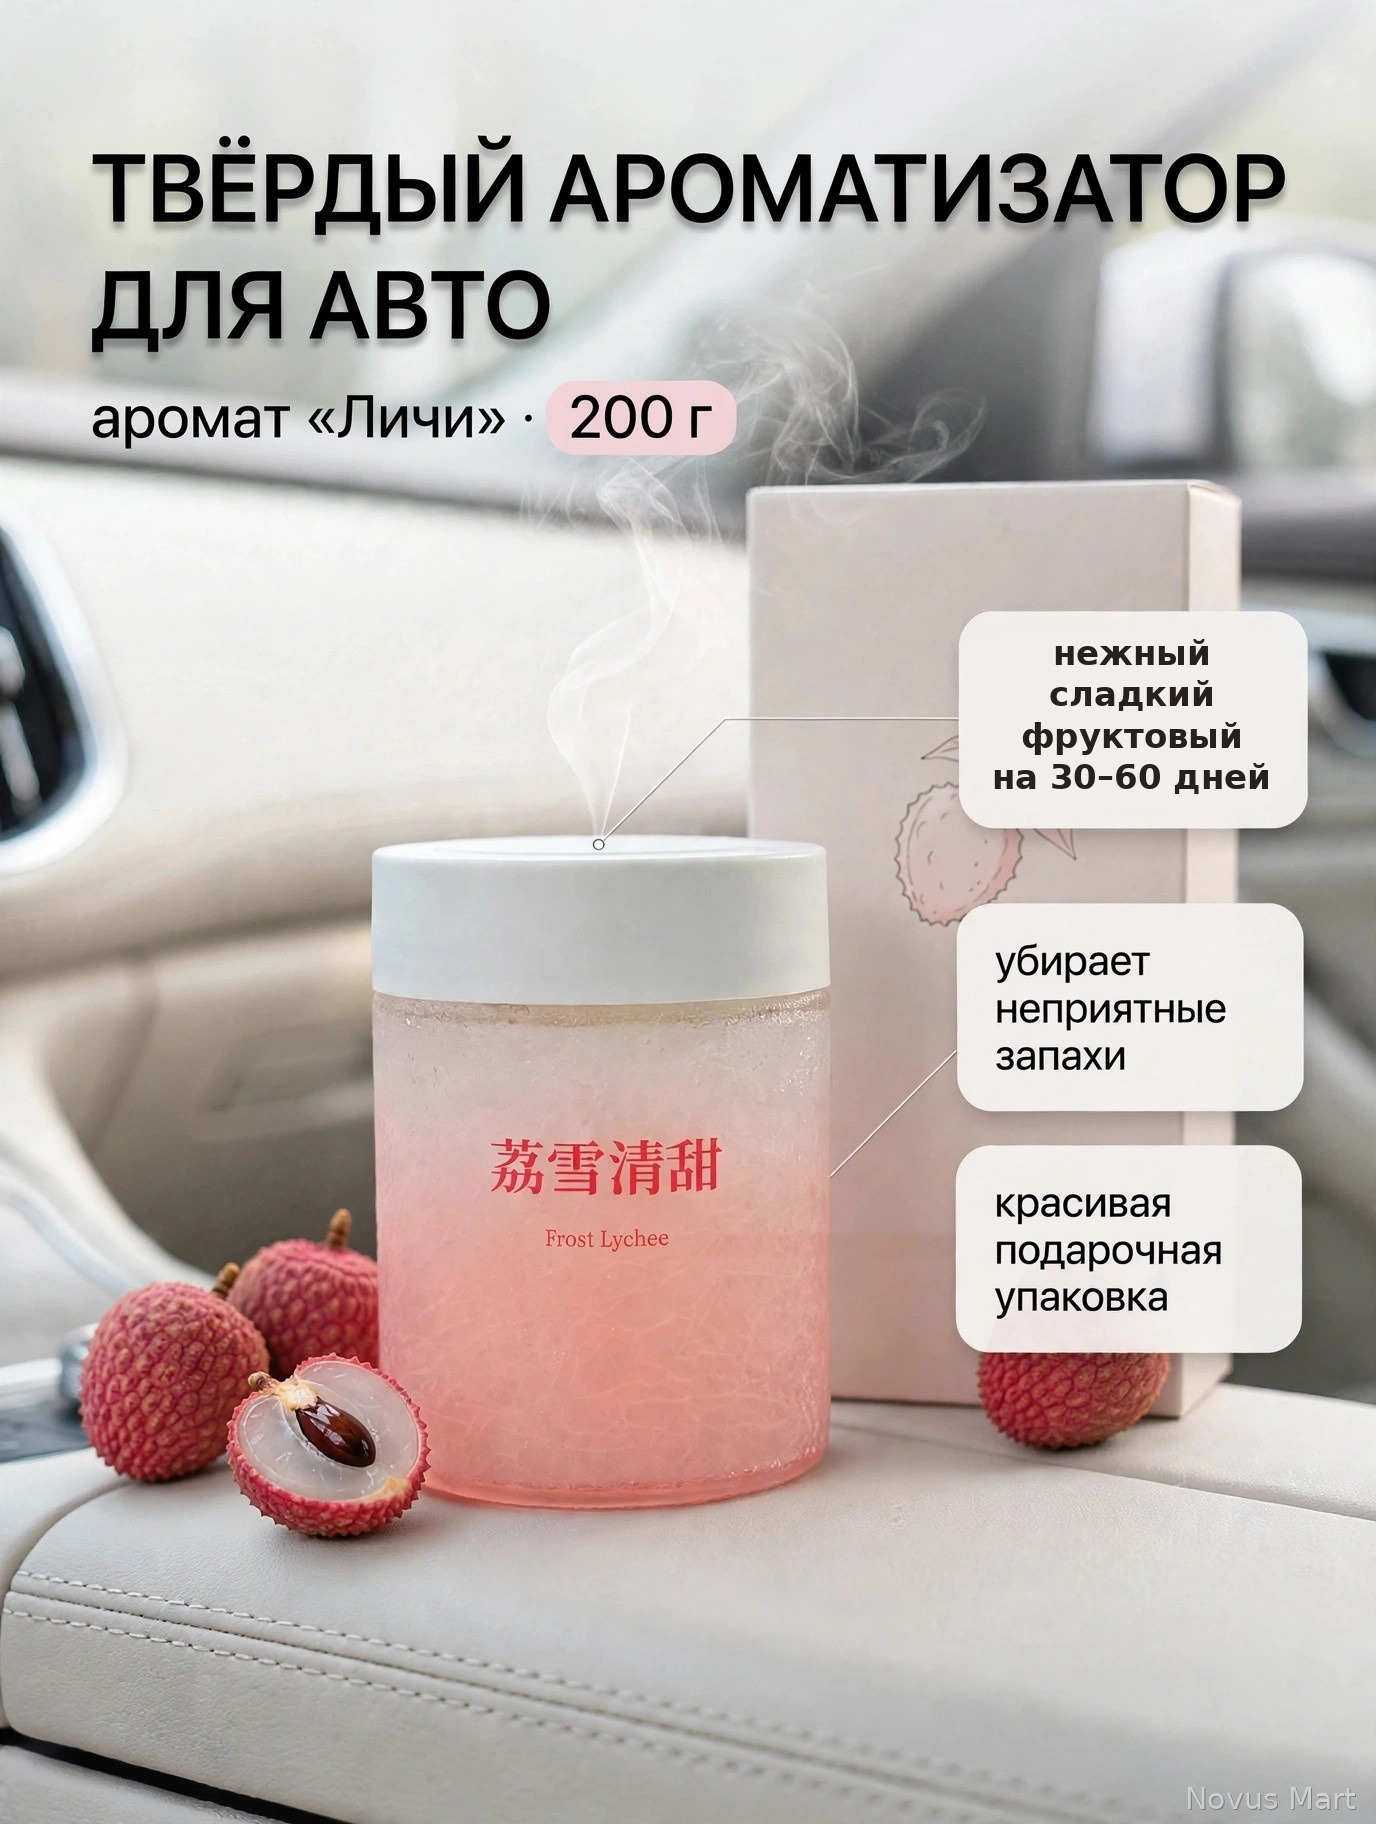 ТВЁРДЫЙ АРОМАТИЗАТОР
ДЛЯ АВТО
аромат «Личи» · 200 г
нежный
сладкий
фруктовый
на 30–60 дней
убирает
неприятные
запахи
красивая
подарочная
упаковка
荔雪清甜
Frost Lychee
Novus Mart